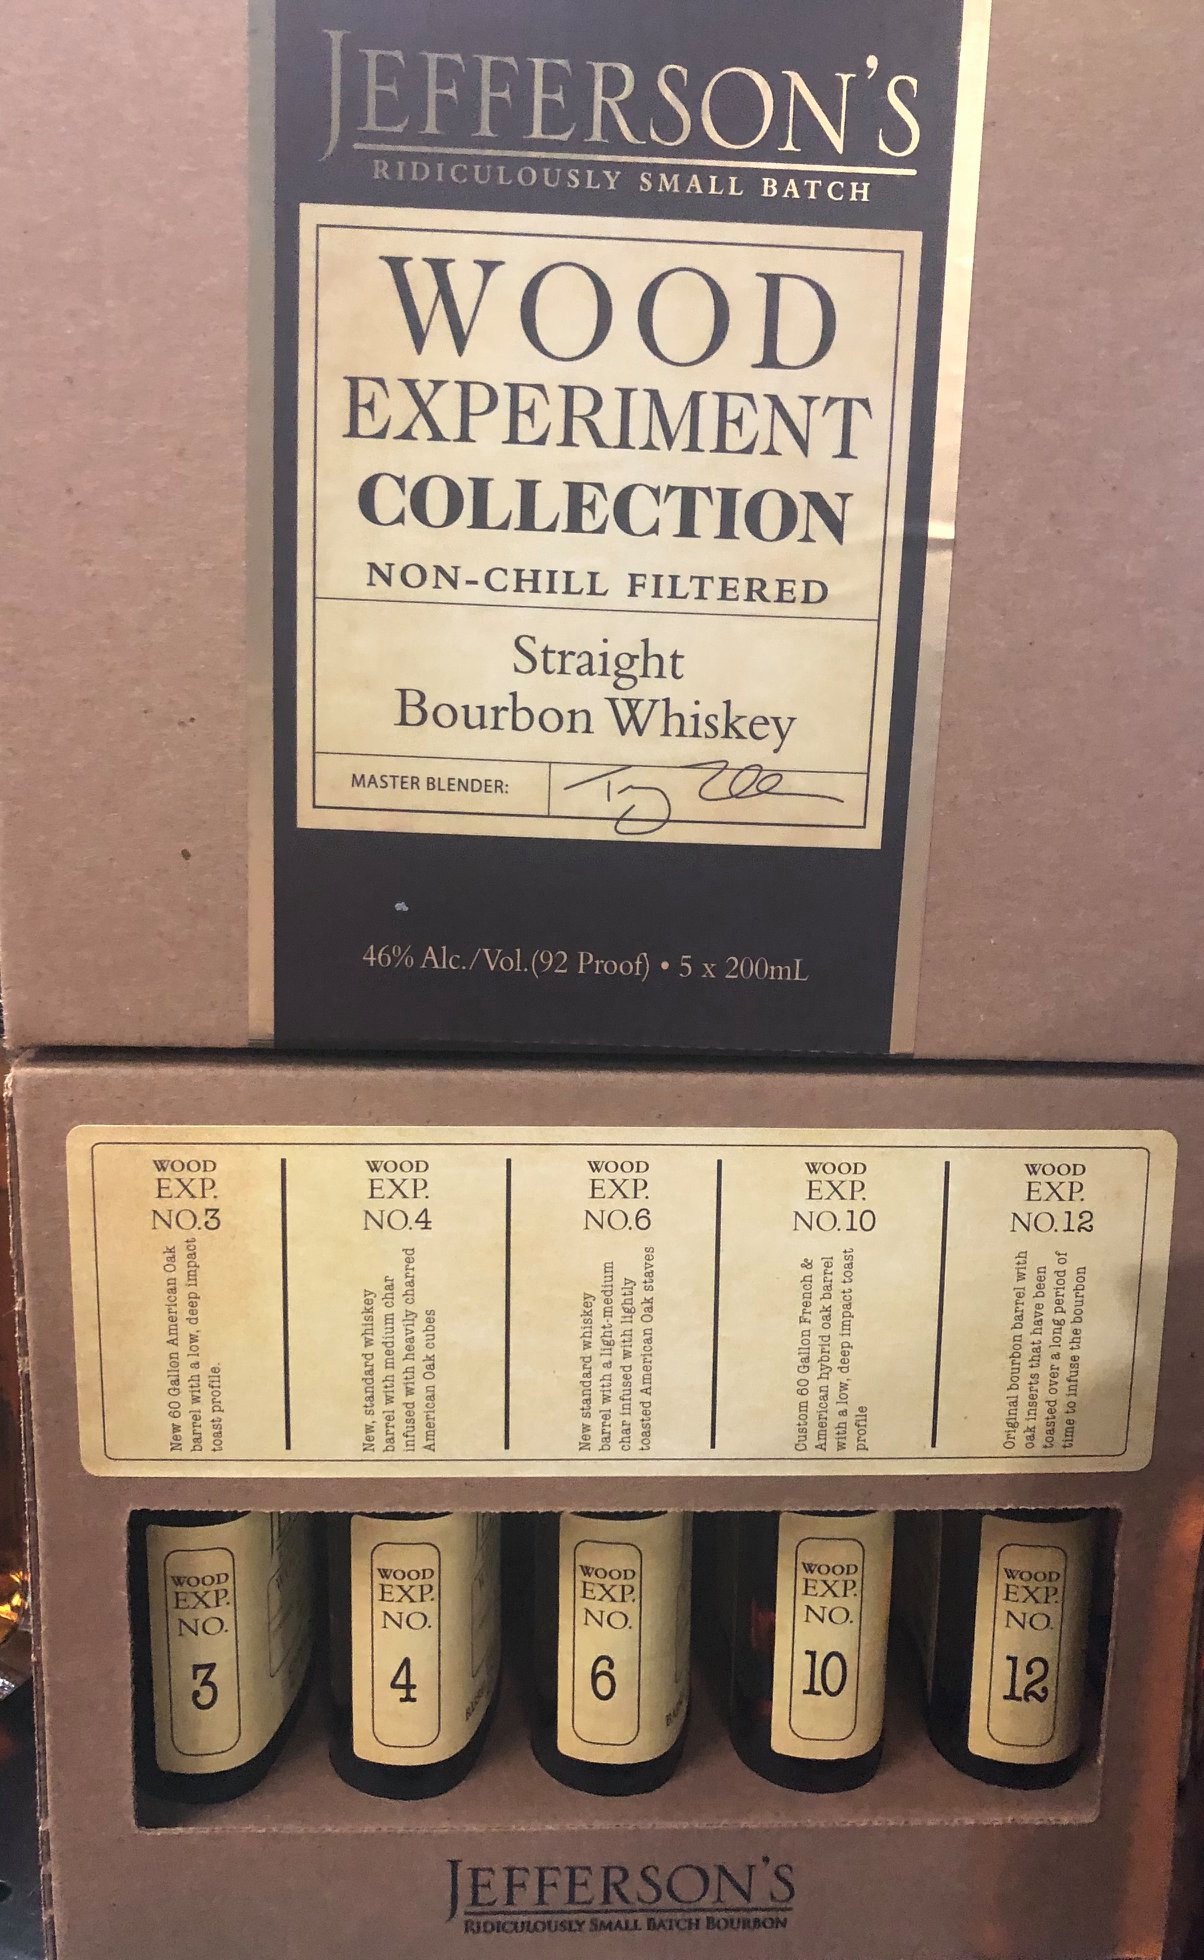 JEFFERSON'S
RIDICULOUSLY SMALL BATCH
WOOD
EXPERIMENT
COLLECTION
NON-CHILL FILTERED
Straight
Bourbon Whiskey
MASTER BLENDER:
46% Alc./Vol.(92 Proof) • 5 x 200mL
WOOD
EXP.
NO.3
New 60 Gallon American Oak
barrel with a low, deep impact
toast profile.
WOOD
EXP.
NO.4
New, standard whiskey
barrel with medium char
infused with heavily charred
American Oak cubes
WOOD
EXP.
NO.6
New standard whiskey
barrel with a light-medium
char infused with lightly
toasted American Oak staves
WOOD
EXP.
NO.10
Custom 60 Gallon French &
American hybrid oak barrel
with a low, deep impact toast
profile
WOOD
EXP.
NO.12
Original bourbon barrel with
oak inserts that have been
toasted over a long period of
time to infuse the bourbon
WOOD
EXP.
NO.
3
WOOD
EXP.
NO.
4
WOOD
EXP.
NO.
6
WOOD
EXP.
NO.
10
WOOD
EXP.
NO.
12
JEFFERSON'S
RIDICULOUSLY SMALL BATCH BOURBON